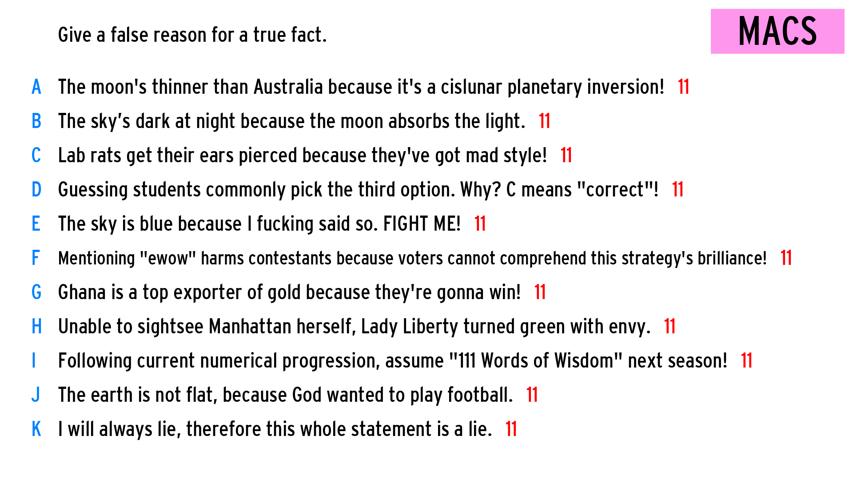 Give a false reason for a true fact.
MACS
A The moon's thinner than Australia because it's a cislunar planetary inversion! 11
B The sky’s dark at night because the moon absorbs the light. 11
C Lab rats get their ears pierced because they've got mad style! 11
D Guessing students commonly pick the third option. Why? C means "correct"! 11
E The sky is blue because I fucking said so. FIGHT ME! 11
F Mentioning "ewow" harms contestants because voters cannot comprehend this strategy's brilliance! 11
G Ghana is a top exporter of gold because they're gonna win! 11
H Unable to sightsee Manhattan herself, Lady Liberty turned green with envy. 11
I Following current numerical progression, assume "111 Words of Wisdom" next season! 11
J The earth is not flat, because God wanted to play football. 11
K I will always lie, therefore this whole statement is a lie. 11